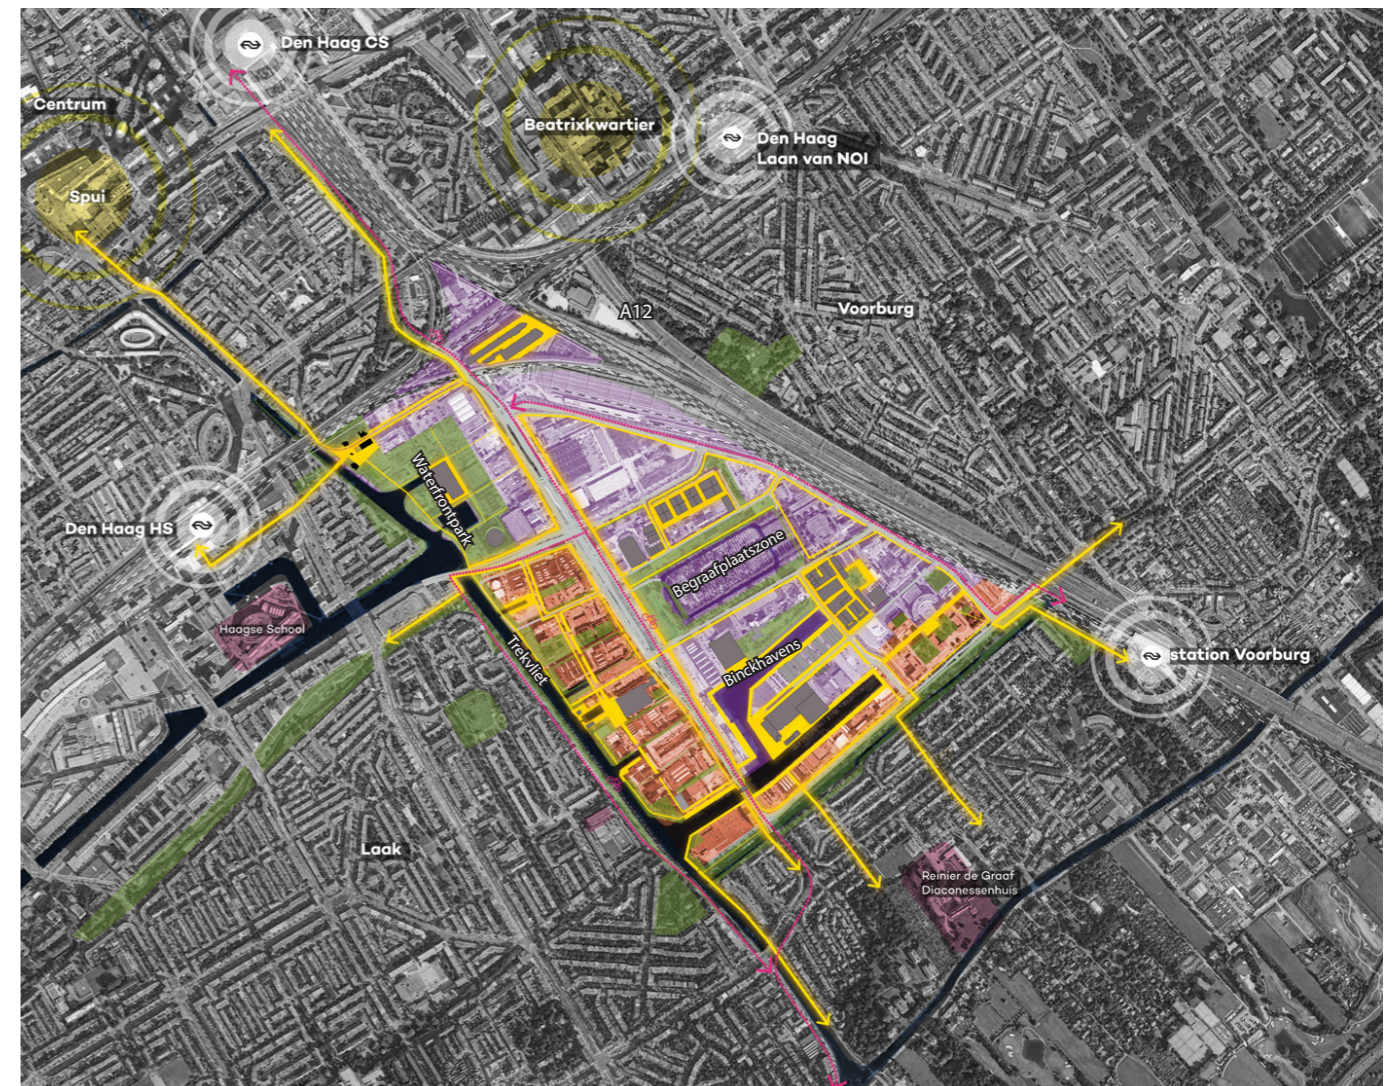 Den Haag CS
Centrum
Beatrixkwartier
Den Haag
Laan van NOI
Spui
A12
Voorburg
Waterfrontpark
Den Haag HS
Begraafplaatszone
Haagse School
Trekvliet
Binckhavens
station Voorburg
Laak
Reinier de Graaf
Diaconessenhuis